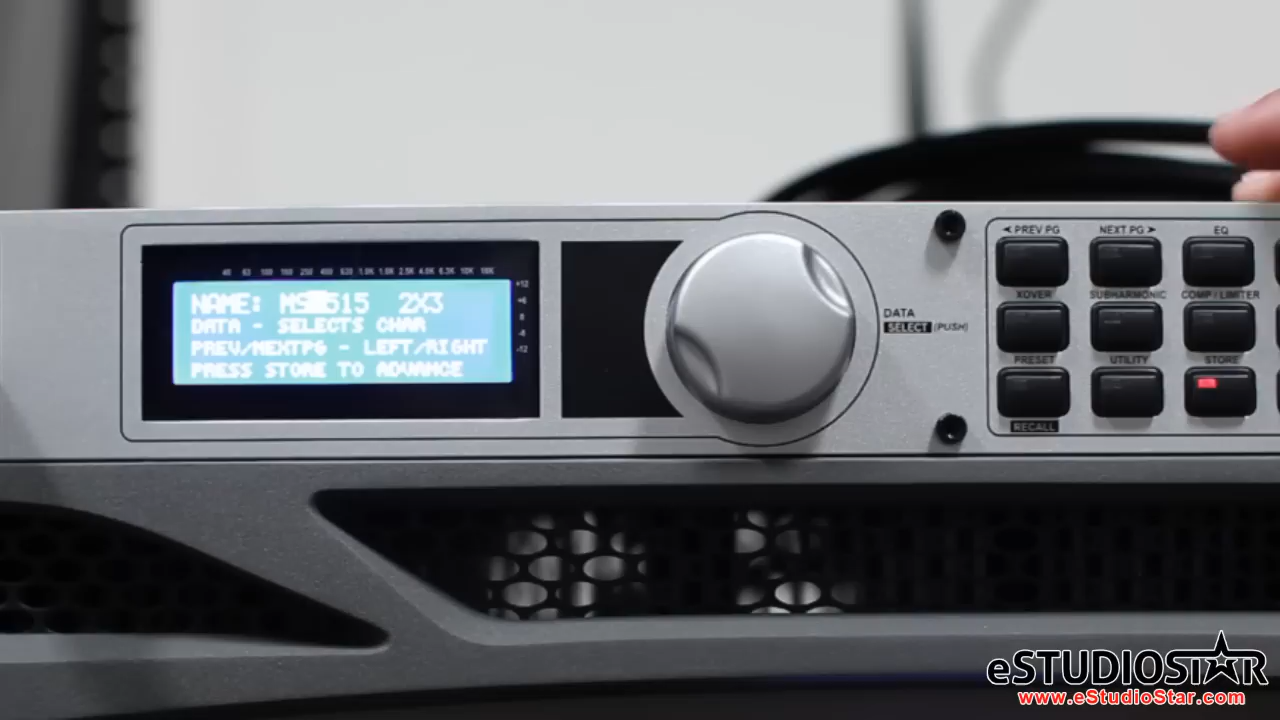 40 63 100 160 250 400 630 1.0K 1.6K 2.5K 4.0K 6.3K 10K 16K
+12
+6
0
-6
-12
515 2X3
NAME:
DATA - SELECTS CHAR
PREV/NEXTPG - LEFT/RIGHT
PRESS STORE TO ADVANCE
DATA
SELECT (PUSH)
◄ PREV PG
NEXT PG ►
EQ
XOVER
SUBHARMONIC
COMP / LIMITER
PRESET
UTILITY
STORE
RECALL
eSTUDIOSTAR
www.eStudioStar.com